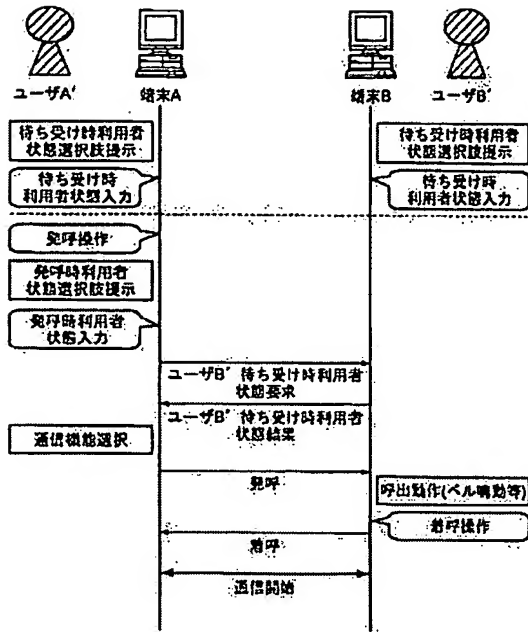 ユーザA'
端末A
端末B
ユーザB'
待ち受け時利用者
状態選択肢提示
待ち受け時利用者
状態選択肢提示
待ち受け時
利用者状態入力
待ち受け時
利用者状態入力
発呼操作
発呼時利用者
状態選択肢提示
発呼時利用者
状態入力
ユーザB' 待ち受け時利用者
状態要求
ユーザB' 待ち受け時利用者
状態結果
通信機能選択
発呼
呼出動作(ベル鳴動等)
着呼操作
着呼
通信開始